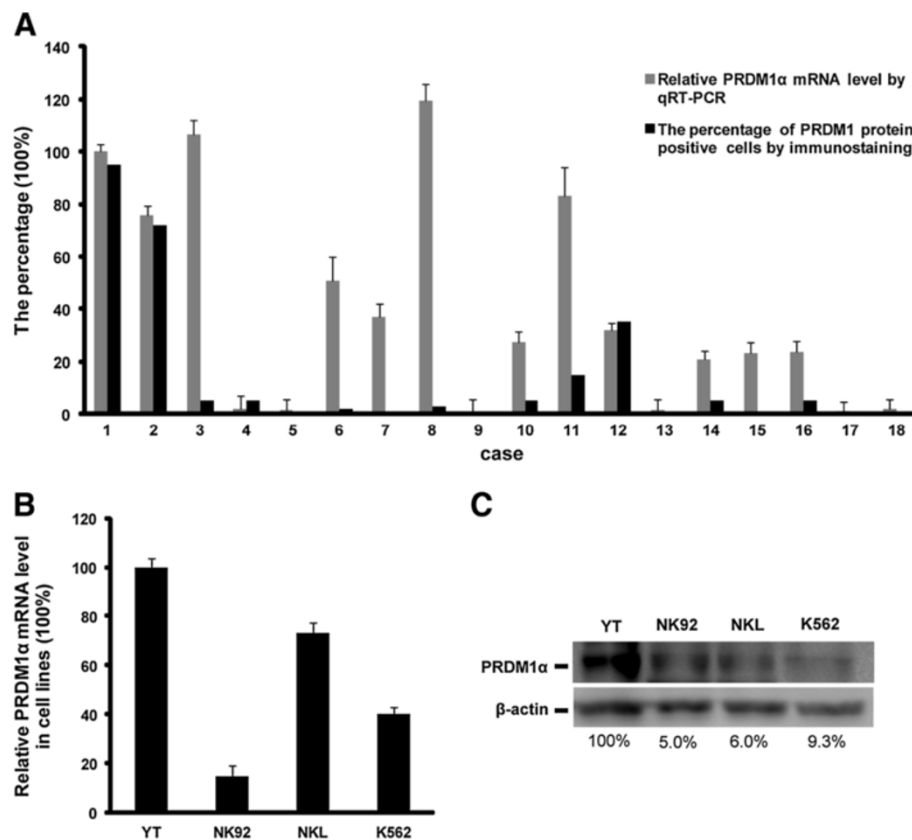 A
140
120
100
80
60
40
20
0
The percentage (100%)
Relative PRDM1α mRNA level by
qRT-PCR
The percentage of PRDM1 protein
positive cells by immunostaining
1 2 3 4 5 6 7 8 9 10 11 12 13 14 15 16 17 18
case
B
120
100
80
60
40
20
0
Relative PRDM1α mRNA level
in cell lines (100%)
YT NK92 NKL K562
C
YT NK92 NKL K562
PRDM1α
β-actin
100% 5.0% 6.0% 9.3%